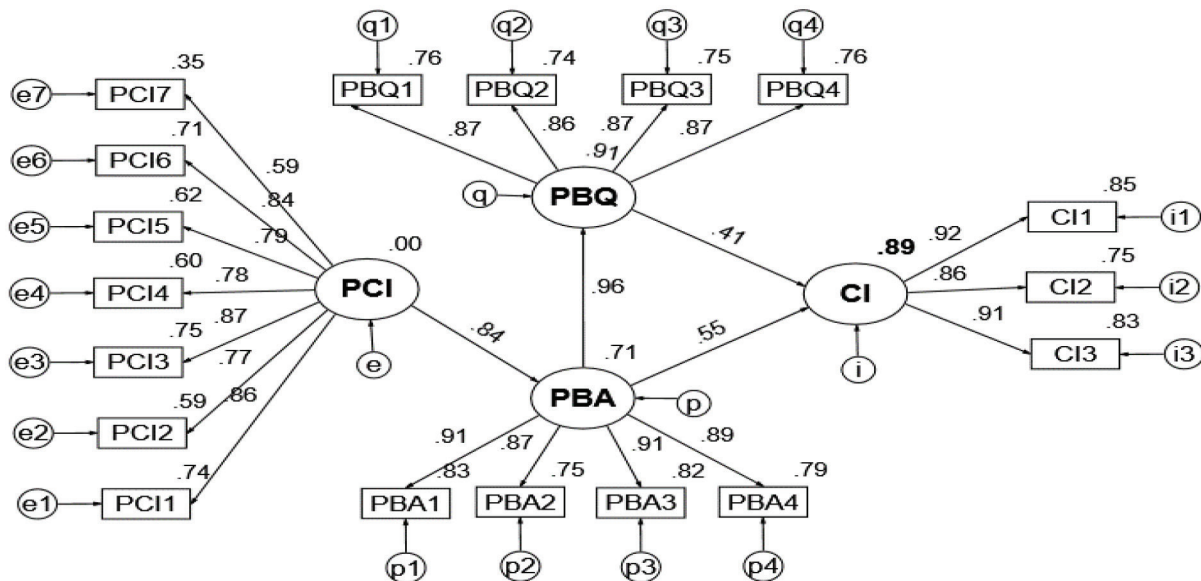 q1 q2 q3 q4
.76 .74 .75 .76
PBQ1 PBQ2 PBQ3 PBQ4
.87 .86 .87 .87
.91
q PBQ
.35
e7 PCI7
.71
e6 PCI6
.59
.62
.84
e5 PCI5
.79
.60
e4 PCI4
.78
.00
PCI
.75
.87
e3 PCI3
.77
.59
.86
e2 PCI2
.74
e1 PCI1
e
.84
.96
.41
.55
.89
CI
i
.85
.92
CI1 i1
.75
.86
CI2 i2
.83
.91
CI3 i3
.71
PBA p
.91 .87 .91 .89
.83 .75 .82 .79
PBA1 PBA2 PBA3 PBA4
p1 p2 p3 p4